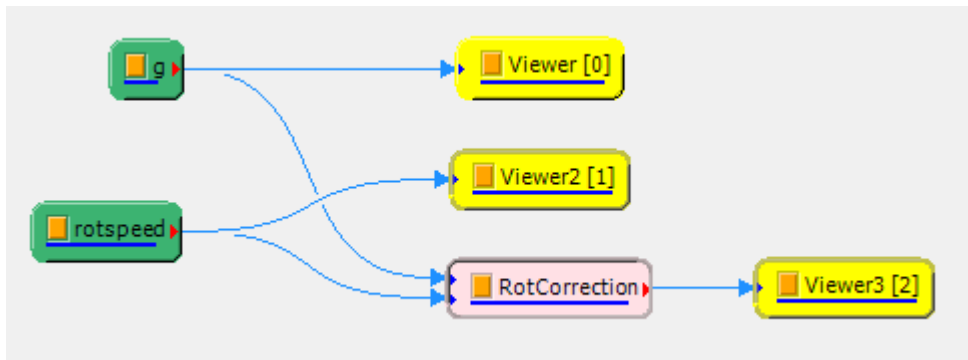 g
Viewer [0]
Viewer2 [1]
rotspeed
RotCorrection
Viewer3 [2]